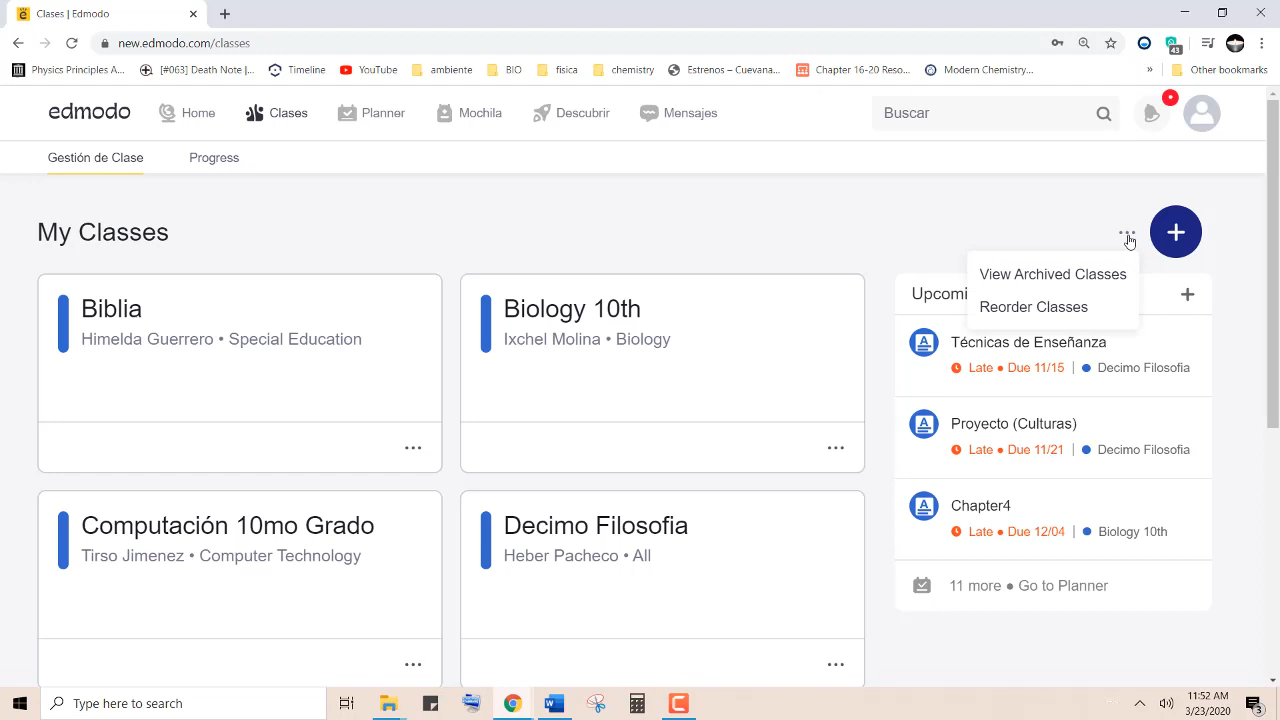 Clases | Edmodo
new.edmodo.com/classes
43
Physics Principles A...
[#063] Death Note |...
Timeline
YouTube
ambiente
BIO
fisica
chemistry
Estrenos – Cuevana...
Chapter 16-20 Reso...
Modern Chemistry...
»
Other bookmarks
edmodo
Home
Clases
Planner
Mochila
Descubrir
Mensajes
Buscar
Gestión de Clase
Progress
My Classes
View Archived Classes
Reorder Classes
Biblia
Himelda Guerrero • Special Education
Biology 10th
Ixchel Molina • Biology
Computación 10mo Grado
Tirso Jimenez • Computer Technology
Decimo Filosofia
Heber Pacheco • All
Upcomi
Técnicas de Enseñanza
Late ● Due 11/15 | Decimo Filosofia
Proyecto (Culturas)
Late ● Due 11/21 | Decimo Filosofia
Chapter4
Late ● Due 12/04 | Biology 10th
11 more ● Go to Planner
Type here to search
11:52 AM
3/23/2020
3